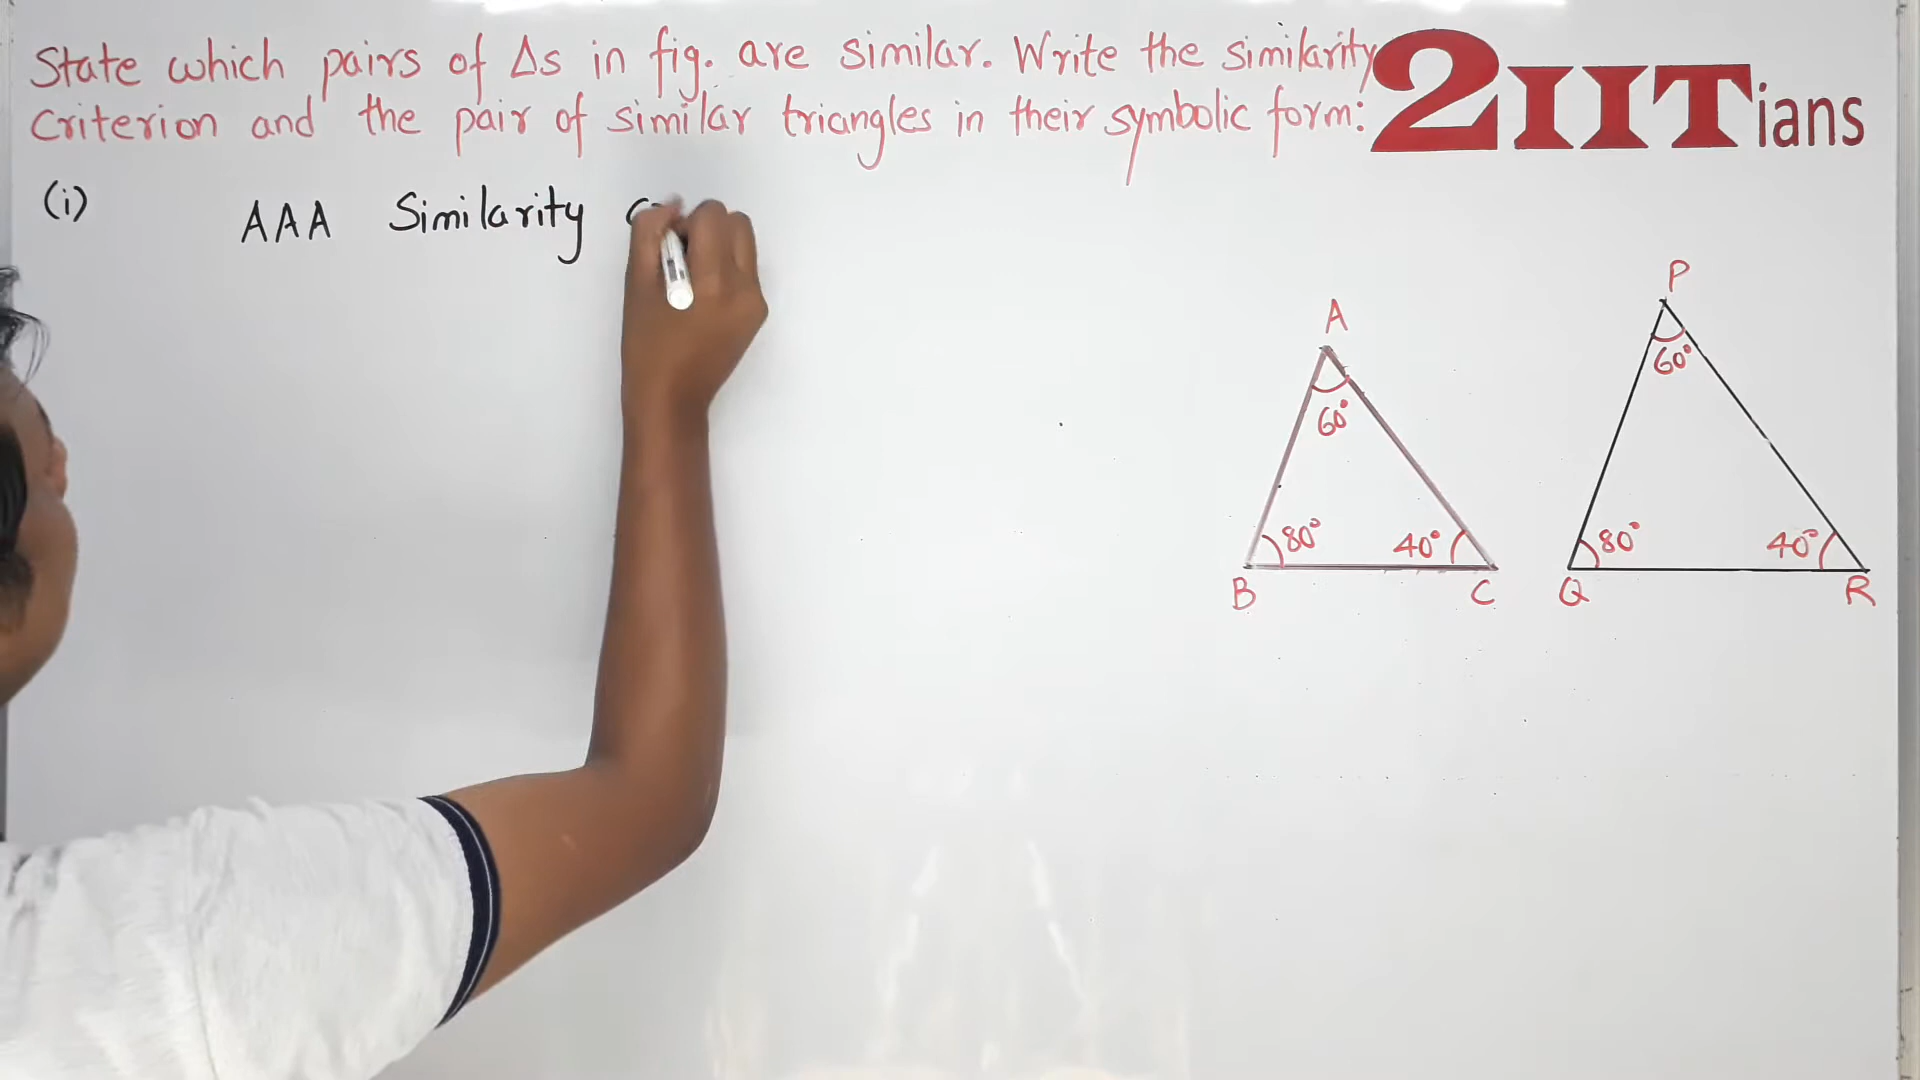 State which pairs of Δs in fig. are similar. Write the similarity
criterion and the pair of similar triangles in their symbolic form:
2IITians
(i) AAA Similarity
A
60°
80°
40°
B
C
P
60°
80°
40°
Q
R